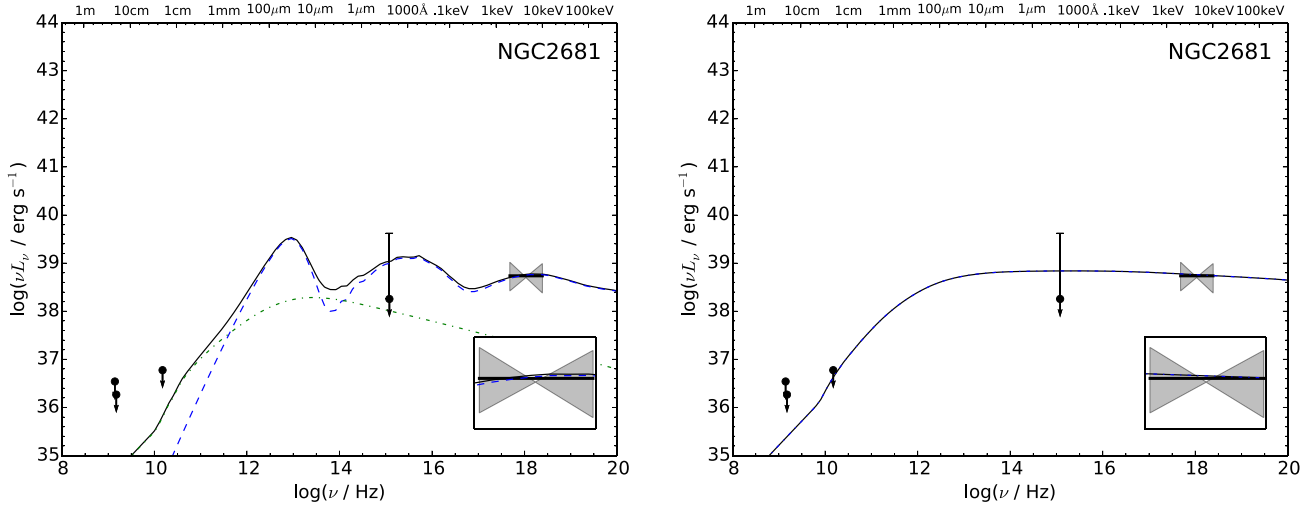 1m 10cm 1cm 1mm 100μm 10μm 1μm 1000Å .1keV 1keV 10keV 100keV
44
43
42
41
40
39
38
37
36
35
NGC2681
log(νLν / erg s−1)
8 10 12 14 16 18 20
log(ν / Hz)
1m 10cm 1cm 1mm 100μm 10μm 1μm 1000Å .1keV 1keV 10keV 100keV
44
43
42
41
40
39
38
37
36
35
NGC2681
log(νLν / erg s−1)
8 10 12 14 16 18 20
log(ν / Hz)